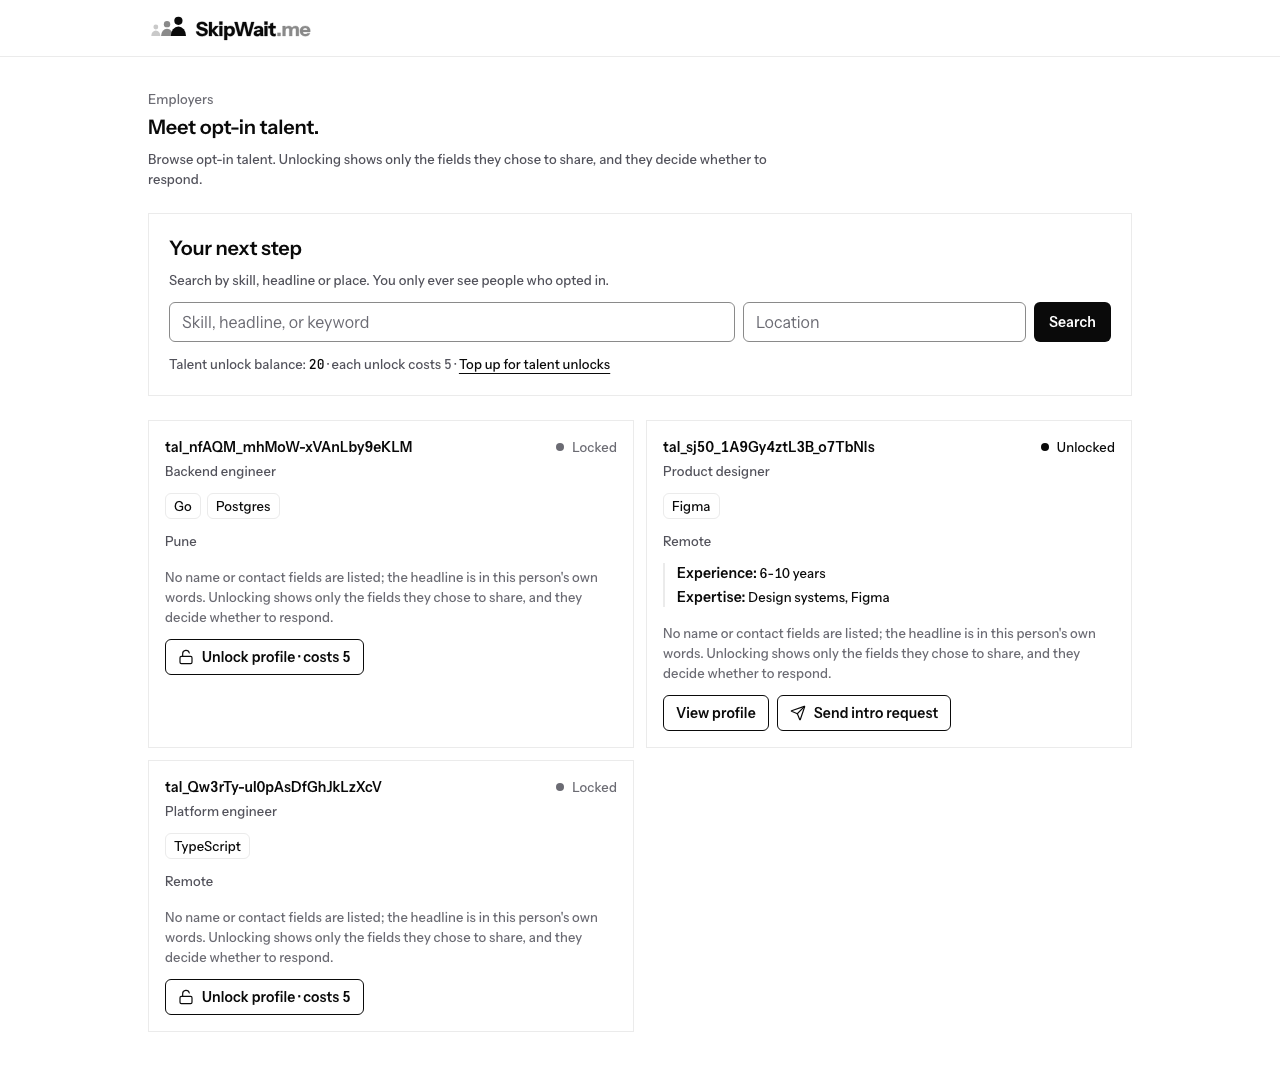 SkipWait.me
Employers
Meet opt-in talent.
Browse opt-in talent. Unlocking shows only the fields they chose to share, and they decide whether to
respond.
Your next step
Search by skill, headline or place. You only ever see people who opted in.
Skill, headline, or keyword
Location
Search
Talent unlock balance: 20 · each unlock costs 5 · Top up for talent unlocks
tal_nfAQM_mhMoW-xVAnLby9eKLM
Locked
Backend engineer
Go
Postgres
Pune
No name or contact fields are listed; the headline is in this person's own
words. Unlocking shows only the fields they chose to share, and they
decide whether to respond.
Unlock profile · costs 5
tal_sj50_1A9Gy4ztL3B_o7TbNls
Unlocked
Product designer
Figma
Remote
Experience: 6-10 years
Expertise: Design systems, Figma
No name or contact fields are listed; the headline is in this person's own
words. Unlocking shows only the fields they chose to share, and they
decide whether to respond.
View profile
Send intro request
tal_Qw3rTy-uI0pAsDfGhJkLzXcV
Locked
Platform engineer
TypeScript
Remote
No name or contact fields are listed; the headline is in this person's own
words. Unlocking shows only the fields they chose to share, and they
decide whether to respond.
Unlock profile · costs 5